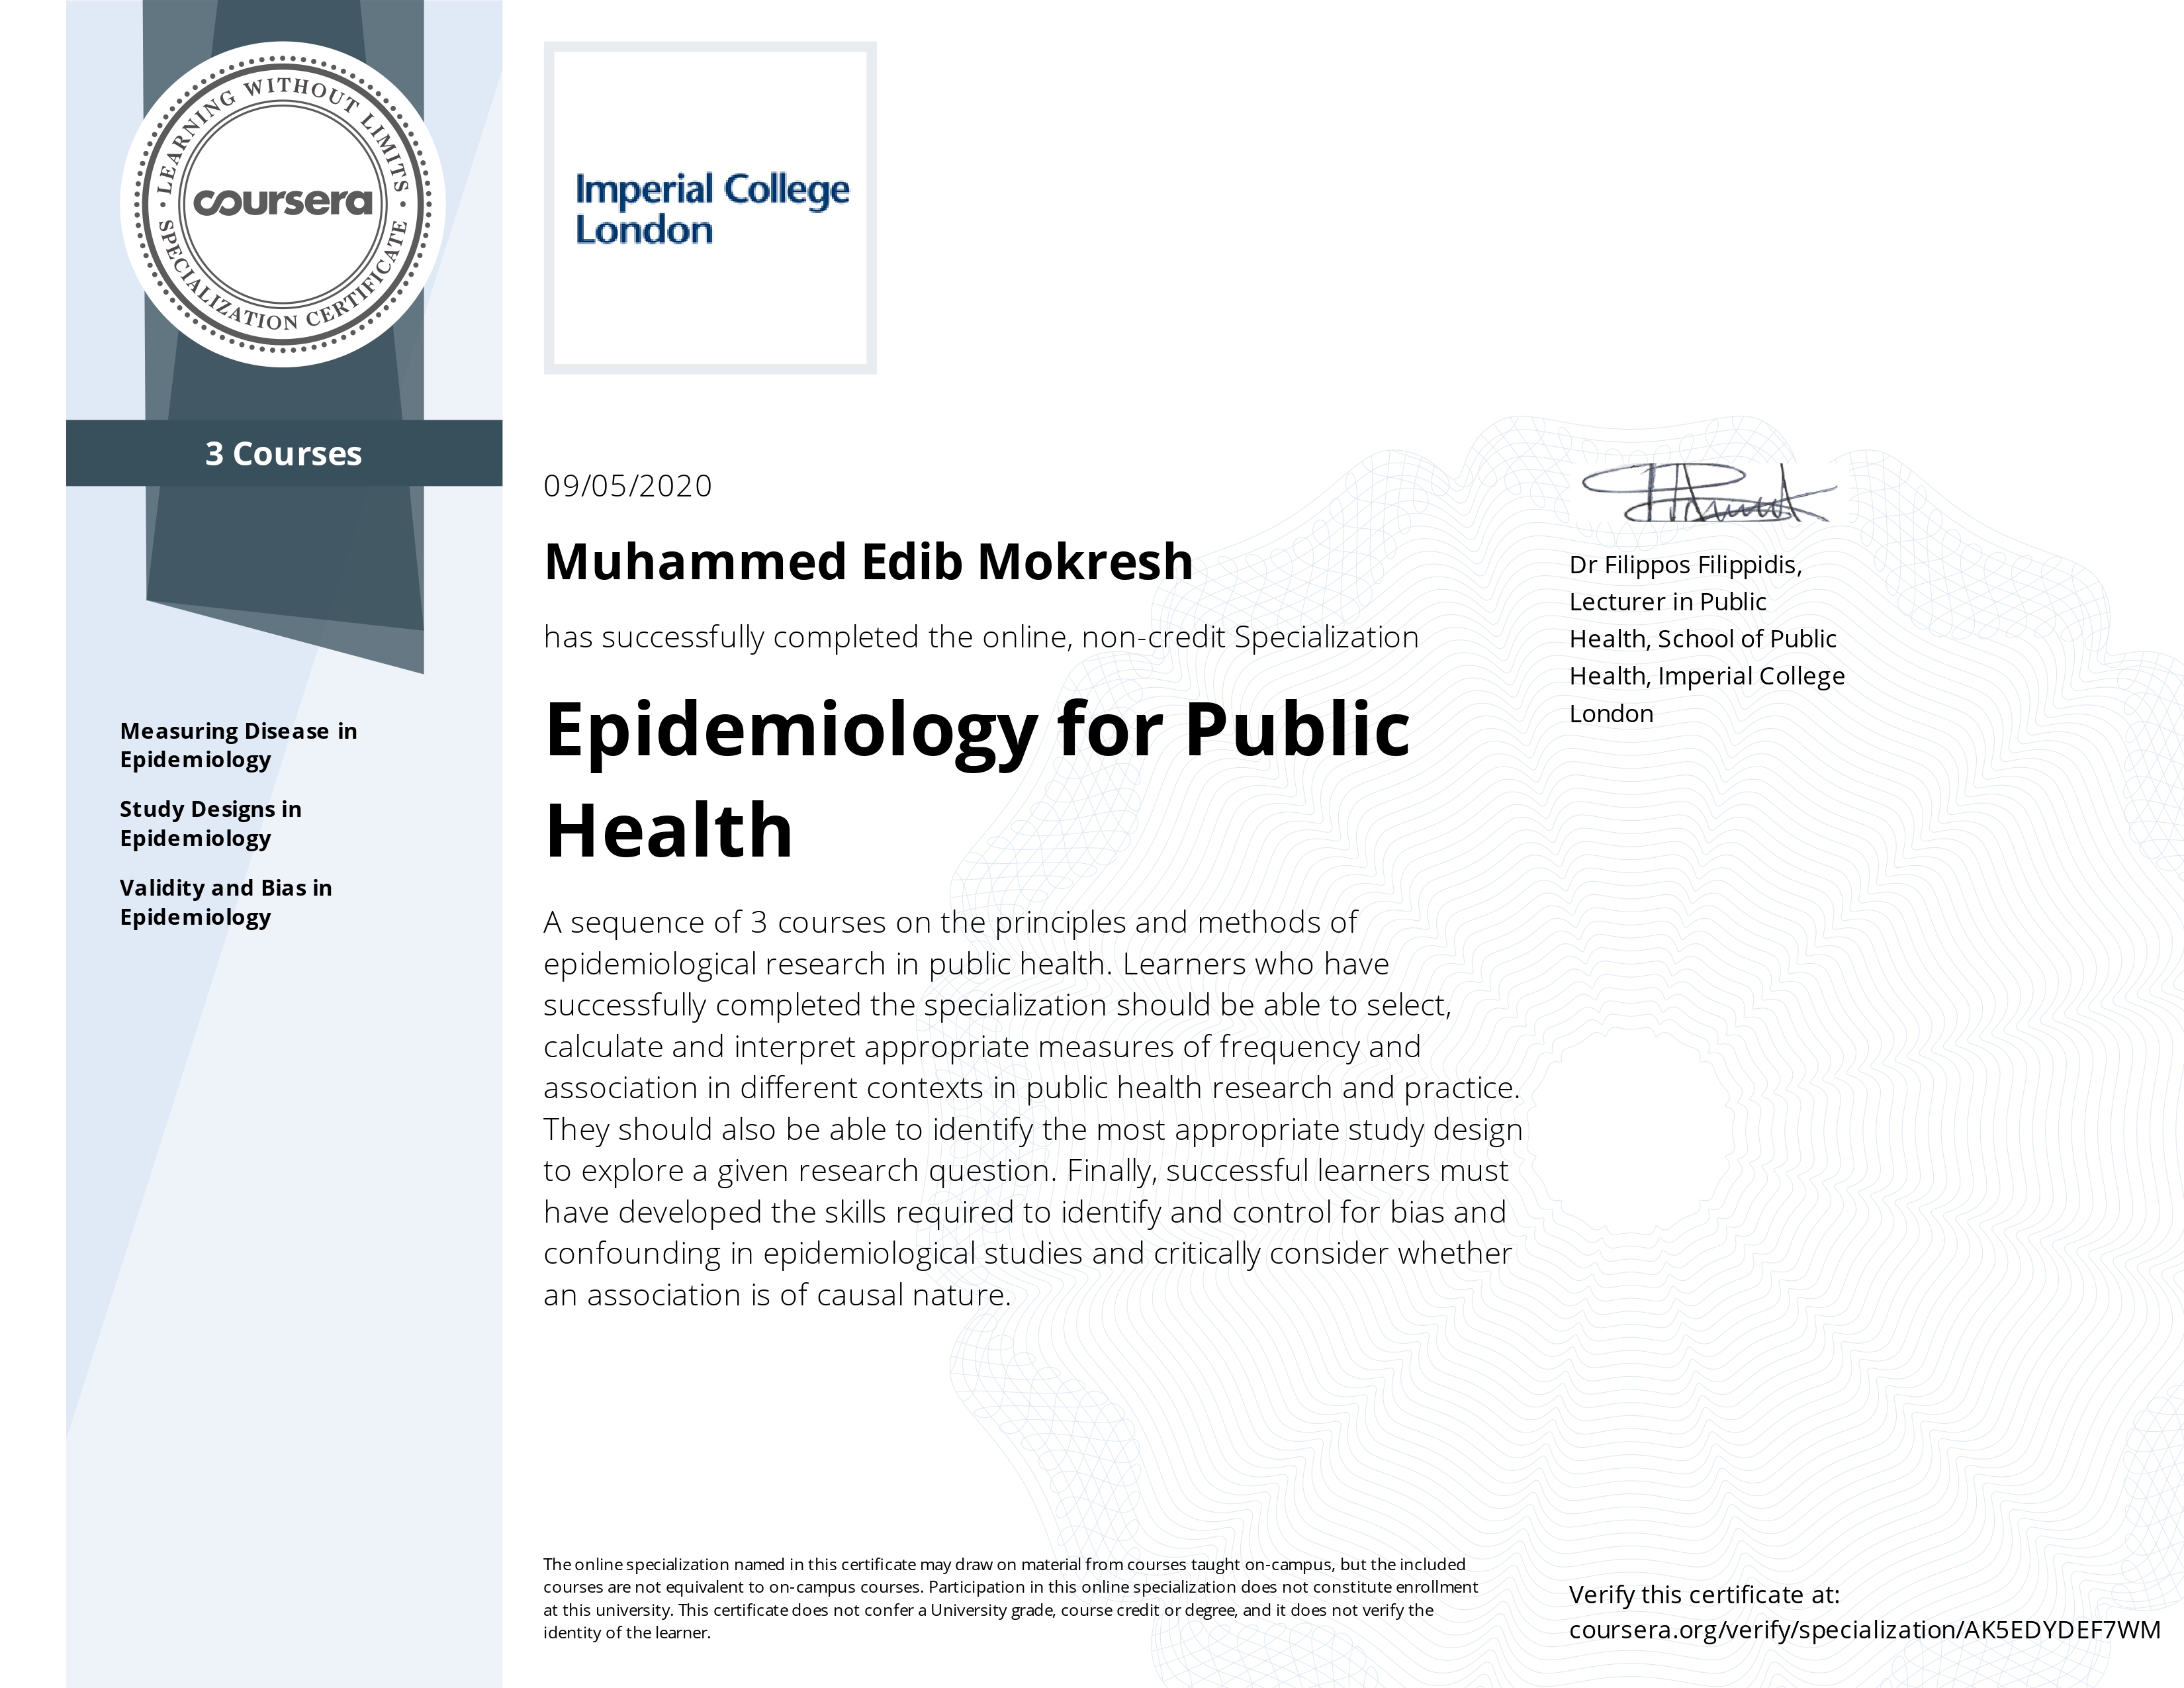 LEARNING WITHOUT LIMITS
coursera
SPECIALIZATION CERTIFICATE
3 Courses
Measuring Disease in
Epidemiology
Study Designs in
Epidemiology
Validity and Bias in
Epidemiology
Imperial College
London
09/05/2020
Muhammed Edib Mokresh
has successfully completed the online, non-credit Specialization
Epidemiology for Public
Health
A sequence of 3 courses on the principles and methods of
epidemiological research in public health. Learners who have
successfully completed the specialization should be able to select,
calculate and interpret appropriate measures of frequency and
association in different contexts in public health research and practice.
They should also be able to identify the most appropriate study design
to explore a given research question. Finally, successful learners must
have developed the skills required to identify and control for bias and
confounding in epidemiological studies and critically consider whether
an association is of causal nature.
Dr Filippos Filippidis,
Lecturer in Public
Health, School of Public
Health, Imperial College
London
The online specialization named in this certificate may draw on material from courses taught on-campus, but the included
courses are not equivalent to on-campus courses. Participation in this online specialization does not constitute enrollment
at this university. This certificate does not confer a University grade, course credit or degree, and it does not verify the
identity of the learner.
Verify this certificate at:
coursera.org/verify/specialization/AK5EDYDEF7WM